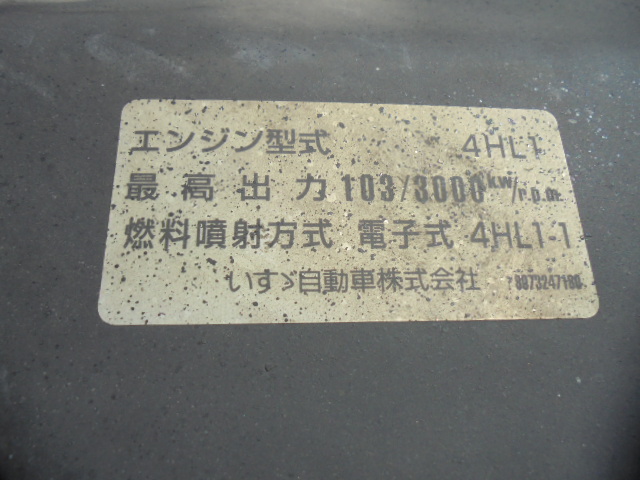 エンジン型式 4HL1
最高出力 103/3000 kw/r.p.m.
燃料噴射方式 電子式 4HL1-1
いすゞ自動車株式会社